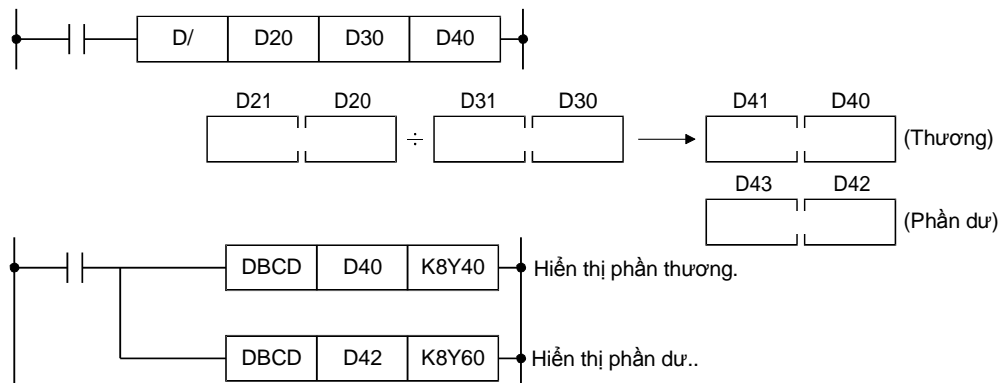 D/ D20 D30 D40
D21 D20 D31 D30 D41 D40
÷ (Thương)
D43 D42
(Phần dư)
DBCD D40 K8Y40 Hiển thị phần thương.
DBCD D42 K8Y60 Hiển thị phần dư..